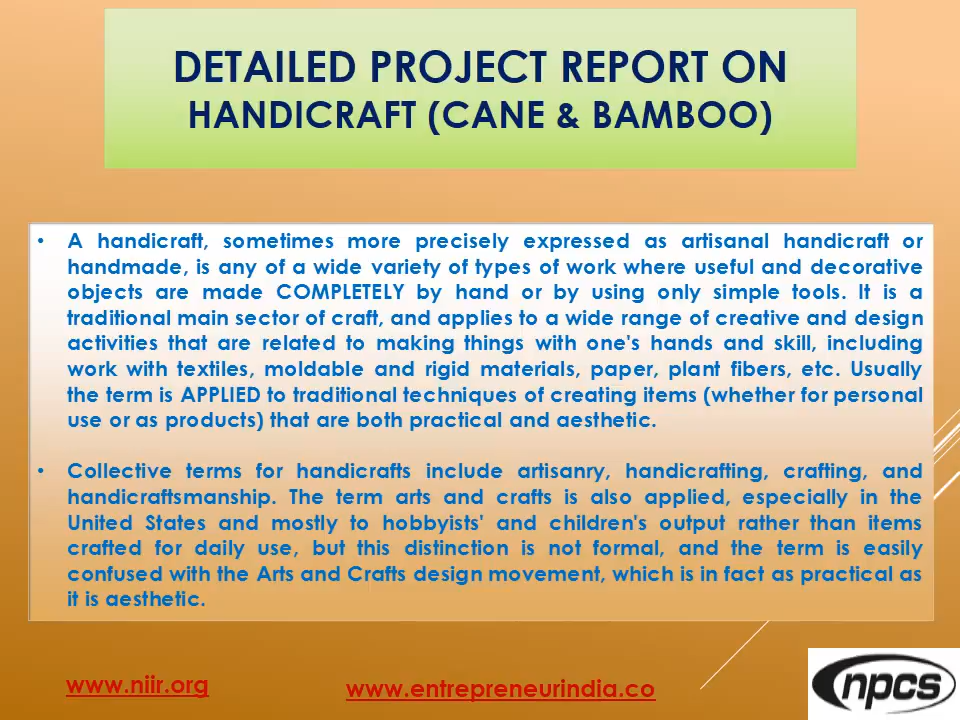 DETAILED PROJECT REPORT ON
HANDICRAFT (CANE & BAMBOO)
• A handicraft, sometimes more precisely expressed as artisanal handicraft or
handmade, is any of a wide variety of types of work where useful and decorative
objects are made COMPLETELY by hand or by using only simple tools. It is a
traditional main sector of craft, and applies to a wide range of creative and design
activities that are related to making things with one's hands and skill, including
work with textiles, moldable and rigid materials, paper, plant fibers, etc. Usually
the term is APPLIED to traditional techniques of creating items (whether for personal
use or as products) that are both practical and aesthetic.
• Collective terms for handicrafts include artisanry, handicrafting, crafting, and
handicraftsmanship. The term arts and crafts is also applied, especially in the
United States and mostly to hobbyists' and children's output rather than items
crafted for daily use, but this distinction is not formal, and the term is easily
confused with the Arts and Crafts design movement, which is in fact as practical as
it is aesthetic.
www.niir.org
www.entrepreneurindia.co
npcs